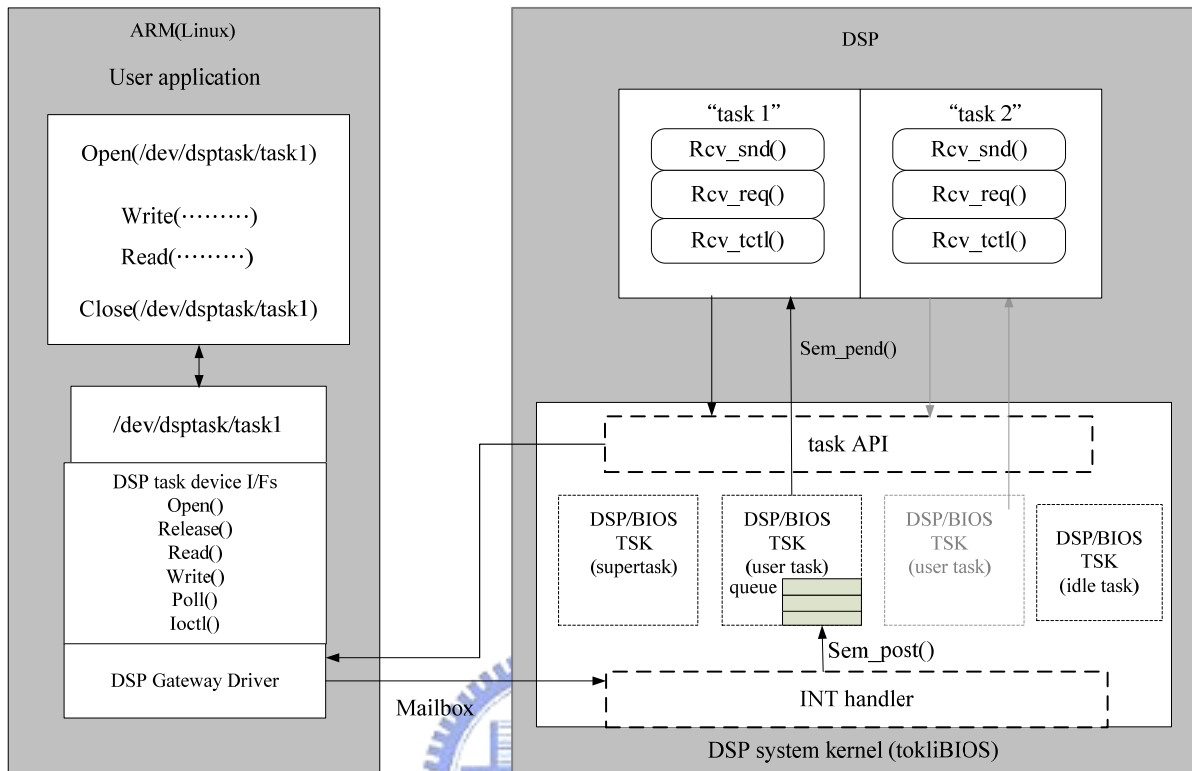 ARM(Linux)
User application
Open(/dev/dsptask/task1)
Write(⋯⋯⋯)
Read(⋯⋯⋯)
Close(/dev/dsptask/task1)
/dev/dsptask/task1
DSP task device I/Fs
Open()
Release()
Read()
Write()
Poll()
Ioctl()
DSP Gateway Driver
Mailbox
DSP
“task 1”
Rcv_snd()
Rcv_req()
Rcv_tctl()
“task 2”
Rcv_snd()
Rcv_req()
Rcv_tctl()
Sem_pend()
task API
DSP/BIOS
TSK
(supertask)
DSP/BIOS
TSK
(user task)
queue
DSP/BIOS
TSK
(user task)
DSP/BIOS
TSK
(idle task)
Sem_post()
INT handler
DSP system kernel (tokliBIOS)